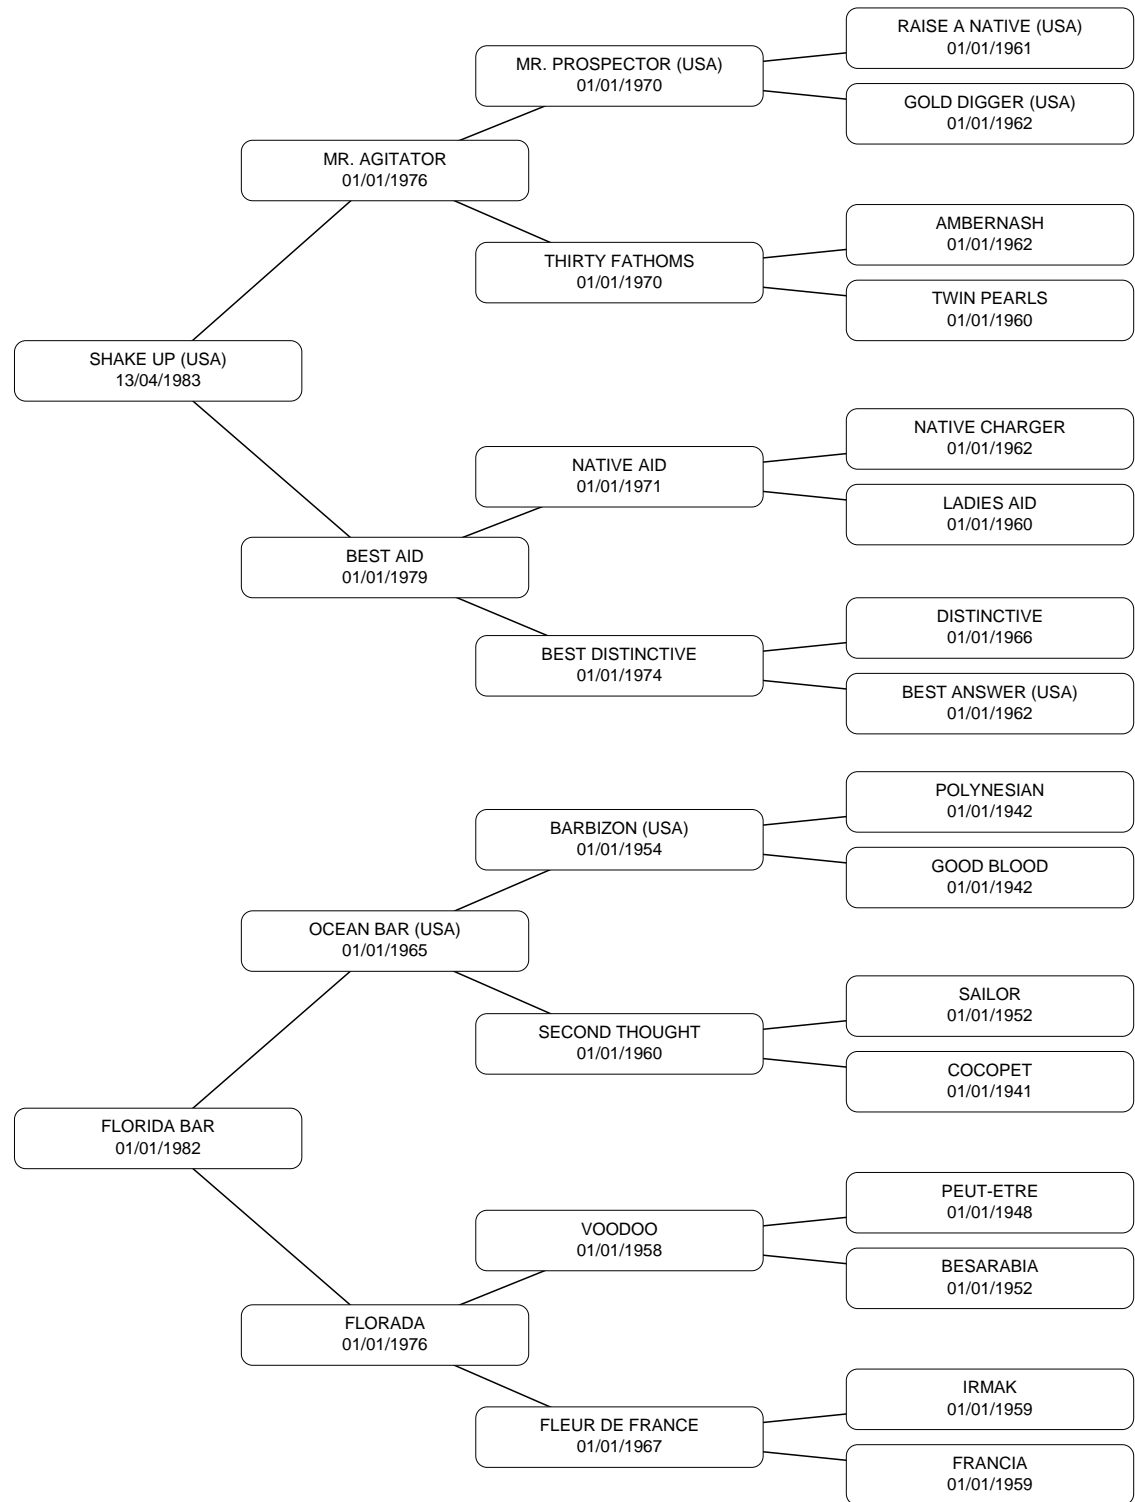 RAISE A NATIVE (USA)
01/01/1961
MR. PROSPECTOR (USA)
01/01/1970
GOLD DIGGER (USA)
01/01/1962
MR. AGITATOR
01/01/1976
AMBERNASH
01/01/1962
THIRTY FATHOMS
01/01/1970
TWIN PEARLS
01/01/1960
SHAKE UP (USA)
13/04/1983
NATIVE CHARGER
01/01/1962
NATIVE AID
01/01/1971
LADIES AID
01/01/1960
BEST AID
01/01/1979
DISTINCTIVE
01/01/1966
BEST DISTINCTIVE
01/01/1974
BEST ANSWER (USA)
01/01/1962
POLYNESIAN
01/01/1942
BARBIZON (USA)
01/01/1954
GOOD BLOOD
01/01/1942
OCEAN BAR (USA)
01/01/1965
SAILOR
01/01/1952
SECOND THOUGHT
01/01/1960
COCOPET
01/01/1941
FLORIDA BAR
01/01/1982
PEUT-ETRE
01/01/1948
VOODOO
01/01/1958
BESARABIA
01/01/1952
FLORADA
01/01/1976
IRMAK
01/01/1959
FLEUR DE FRANCE
01/01/1967
FRANCIA
01/01/1959